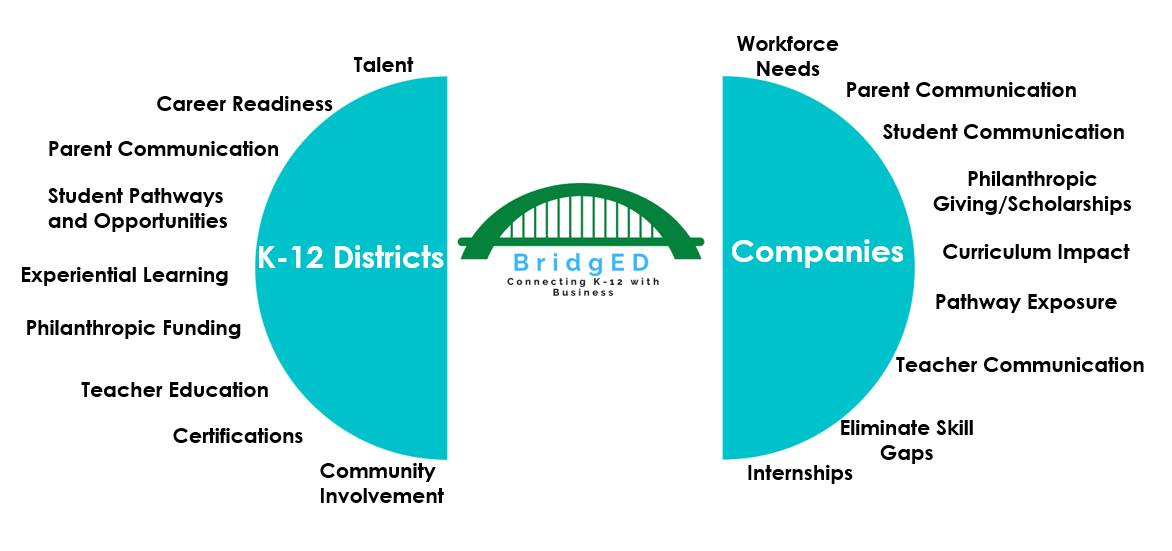 Talent
Career Readiness
Parent Communication
Student Pathways
and Opportunities
K-12 Districts
Experiential Learning
Philanthropic Funding
Teacher Education
Certifications
Community
Involvement
BridgED
Connecting K-12 with
Business
Workforce
Needs
Parent Communication
Student Communication
Philanthropic
Giving/Scholarships
Companies
Curriculum Impact
Pathway Exposure
Teacher Communication
Eliminate Skill
Gaps
Internships